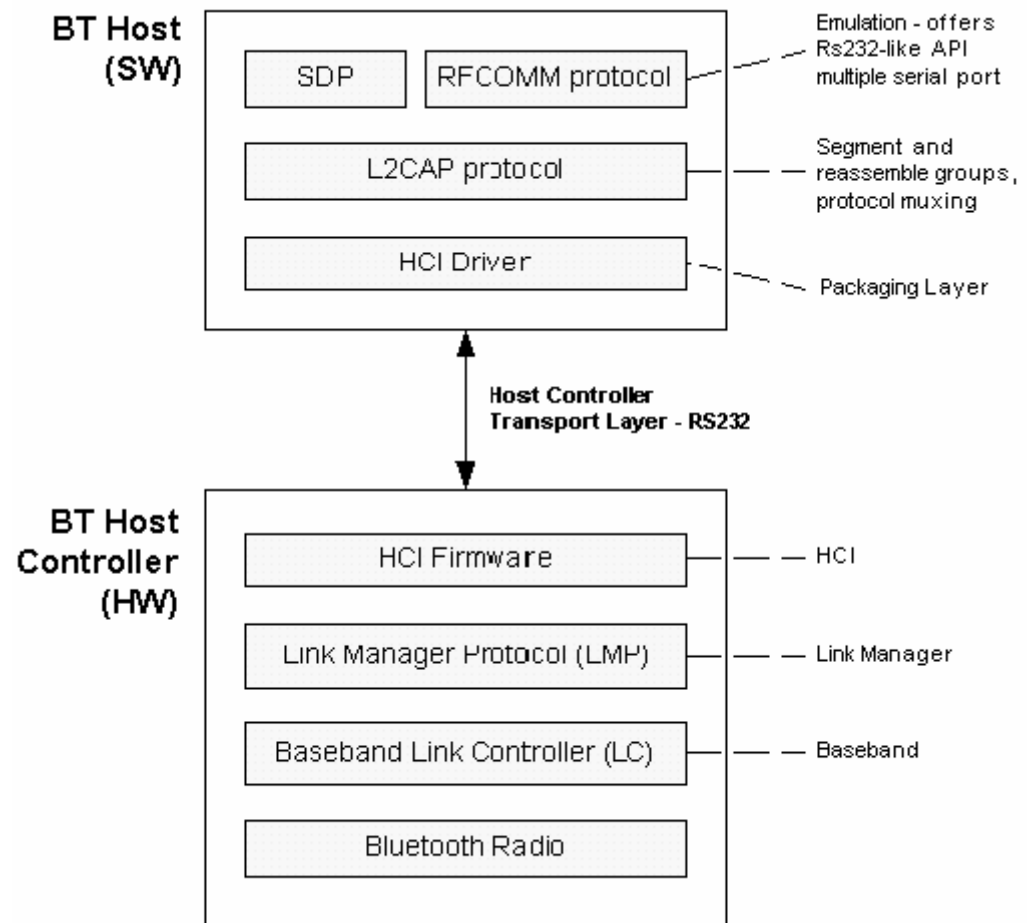 BT Host
(SW)
SDP
RFCOMM protocol
Emulation - offers
Rs232-like API
multiple serial port
L2CAP protocol
Segment and
reassemble groups,
protocol muxing
HCI Driver
Packaging Layer
Host Controller
Transport Layer - RS232
BT Host
Controller
(HW)
HCI Firmware
HCI
Link Manager Protocol (LMP)
Link Manager
Baseband Link Controller (LC)
Baseband
Bluetooth Radio